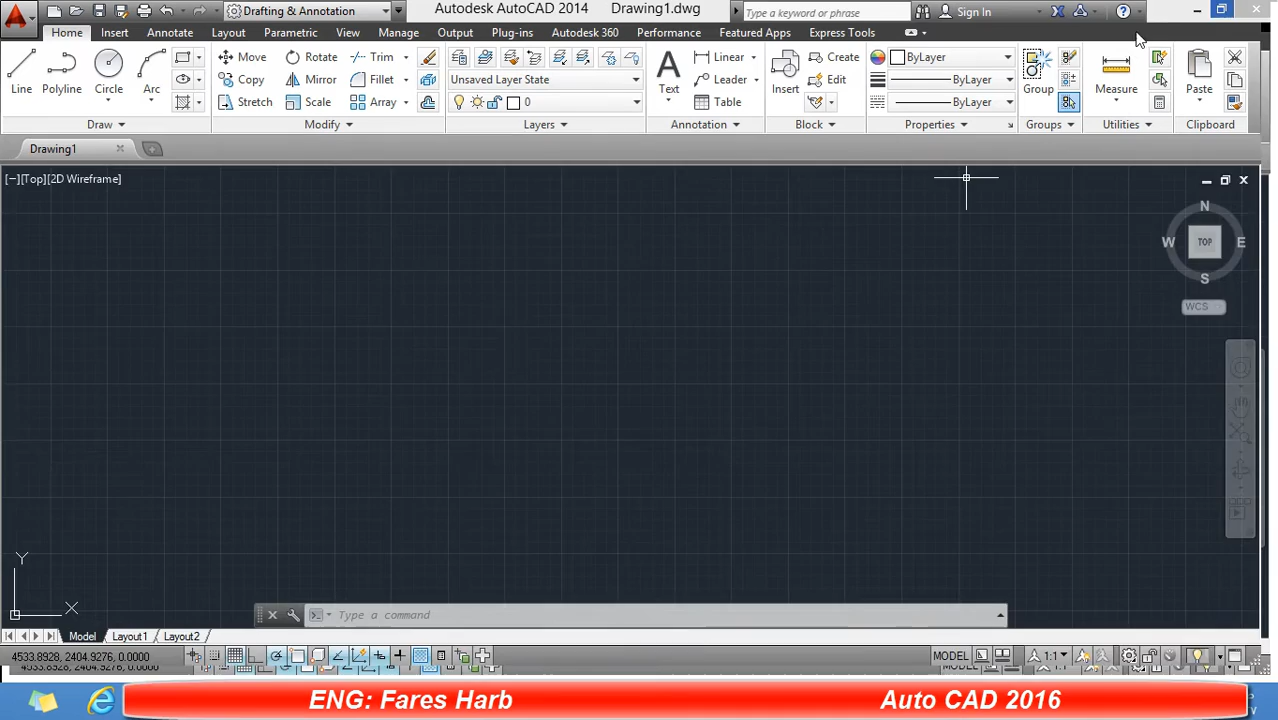 Drafting & Annotation
Autodesk AutoCAD 2014 Drawing1.dwg
Type a keyword or phrase
Sign In
Home Insert Annotate Layout Parametric View Manage Output Plug-ins Autodesk 360 Performance Featured Apps Express Tools
Line Polyline Circle Arc
Move Rotate Trim
Copy Mirror Fillet
Stretch Scale Array
Unsaved Layer State
0
Text
Linear
Leader
Table
Insert
Create
Edit
ByLayer
ByLayer
ByLayer
Group
Measure
Paste
Draw Modify Layers Annotation Block Properties Groups Utilities Clipboard
Drawing1
[−][Top][2D Wireframe]
N
W TOP E
S
WCS
Y
X
Type a command
Model Layout1 Layout2
4533.8928, 2404.9276, 0.0000
MODEL
1:1
ENG: Fares Harb
Auto CAD 2016